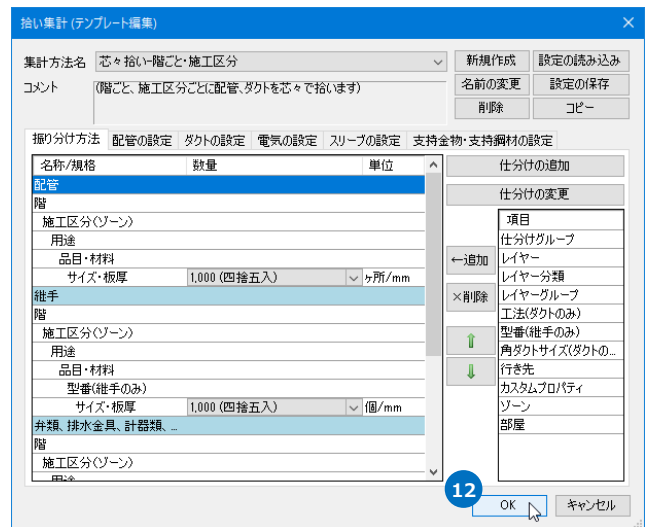 拾い集計 (テンプレート編集)
集計方法名 芯々拾い-階ごと・施工区分 新規作成 設定の読み込み
コメント (階ごと、施工区分ごとに配管、ダクトを芯々で拾います) 名前の変更 設定の保存
削除 コピー
振り分け方法 配管の設定 ダクトの設定 電気の設定 スリーブの設定 支持金物・支持鋼材の設定
名称/規格 数量 単位 仕分けの追加
配管 仕分けの変更
階
施工区分(ゾーン) 項目
用途 仕分けグループ
品目・材料 ←追加 レイヤー
サイズ・板厚 1,000 (四捨五入) ヶ所/mm レイヤー分類
継手 ×削除 レイヤーグループ
階 工法(ダクトのみ)
施工区分(ゾーン) 型番(継手のみ)
用途 角ダクトサイズ(ダクトの...
品目・材料 行き先
型番(継手のみ) カスタムプロパティ
サイズ・板厚 1,000 (四捨五入) 個/mm ゾーン
弁類、排水金具、計器類、... 部屋
階
施工区分(ゾーン)
用途
12 OK キャンセル